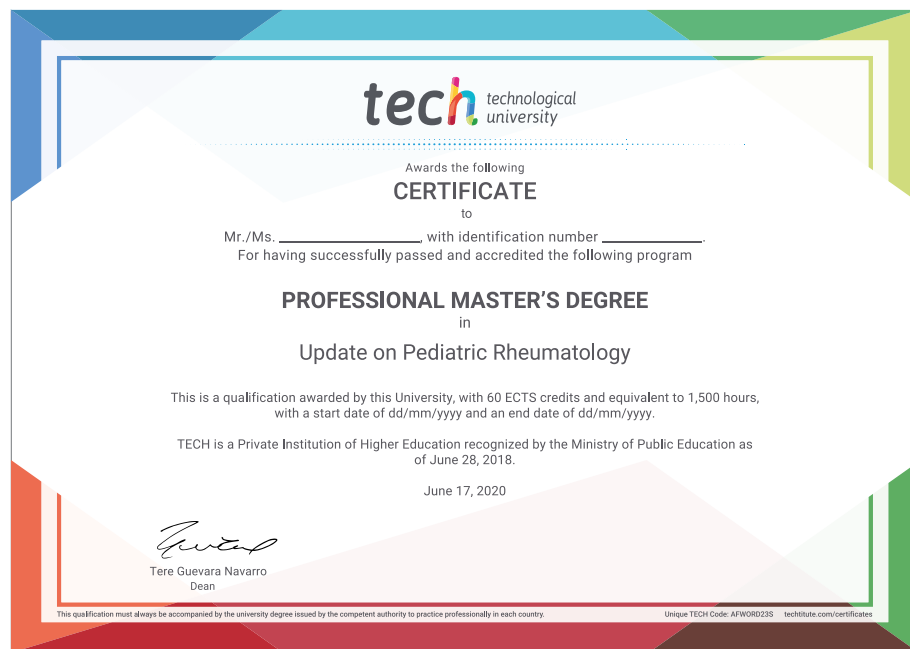 tech technological
university
Awards the following
CERTIFICATE
to
Mr./Ms. ____________________, with identification number ______________.
For having successfully passed and accredited the following program
PROFESSIONAL MASTER'S DEGREE
in
Update on Pediatric Rheumatology
This is a qualification awarded by this University, with 60 ECTS credits and equivalent to 1,500 hours,
with a start date of dd/mm/yyyy and an end date of dd/mm/yyyy.
TECH is a Private Institution of Higher Education recognized by the Ministry of Public Education as
of June 28, 2018.
June 17, 2020
Tere Guevara Navarro
Dean
This qualification must always be accompanied by the university degree issued by the competent authority to practice professionally in each country. Unique TECH Code: AFWORD23S techtitute.com/certificates